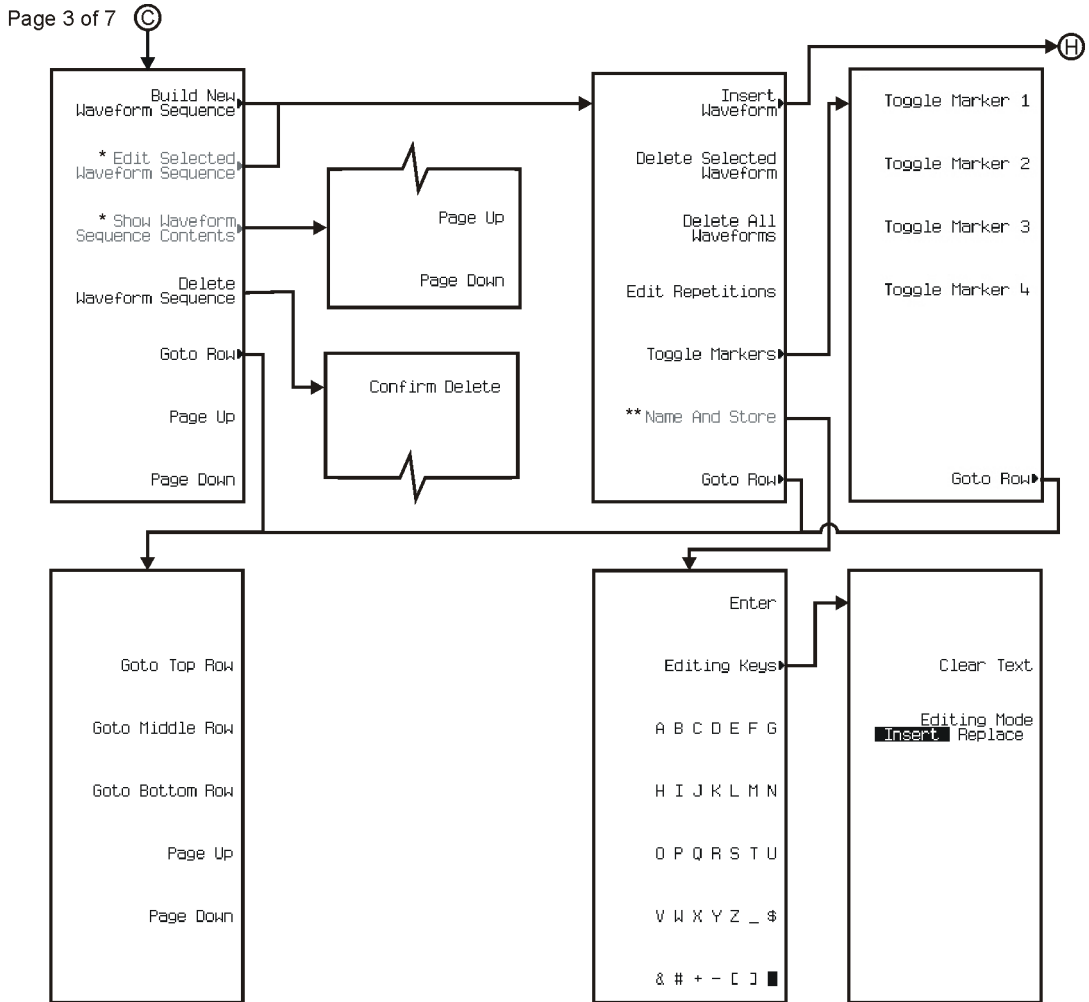 Page 3 of 7
C
H
Build New
Waveform Sequence
* Edit Selected
Waveform Sequence
* Show Waveform
Sequence Contents
Delete
Waveform Sequence
Goto Row
Page Up
Page Down
Page Up
Page Down
Confirm Delete
Insert
Waveform
Delete Selected
Waveform
Delete All
Waveforms
Edit Repetitions
Toggle Markers
** Name And Store
Goto Row
Toggle Marker 1
Toggle Marker 2
Toggle Marker 3
Toggle Marker 4
Goto Row
Goto Top Row
Goto Middle Row
Goto Bottom Row
Page Up
Page Down
Enter
Editing Keys
A B C D E F G
H I J K L M N
O P Q R S T U
V W X Y Z _ $
& # + - [ ] █
Clear Text
Editing Mode
Insert Replace